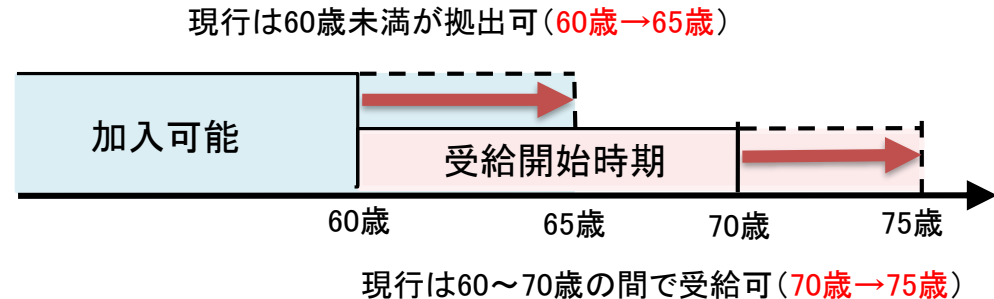 現行は60歳未満が拠出可（60歳→65歳）
加入可能
受給開始時期
60歳
65歳
70歳
75歳
現行は60～70歳の間で受給可（70歳→75歳）